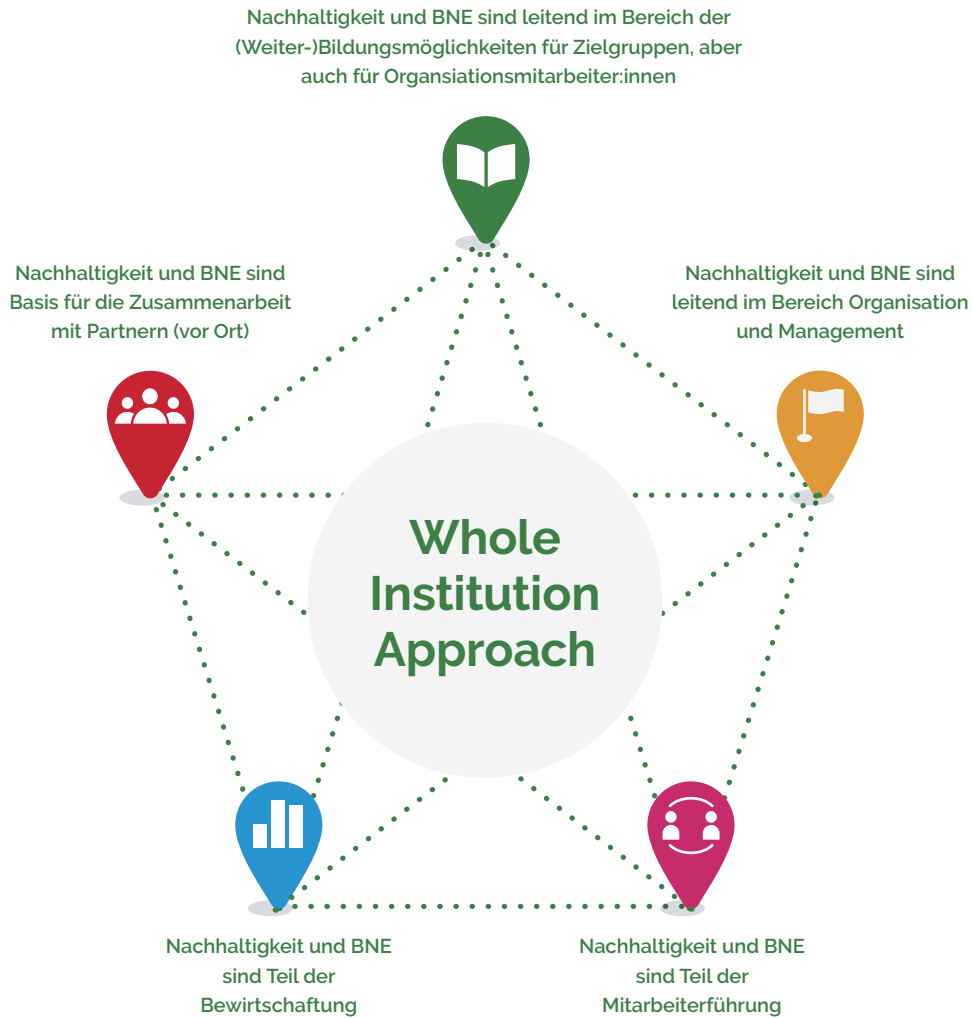 Nachhaltigkeit und BNE sind leitend im Bereich der
(Weiter-)Bildungsmöglichkeiten für Zielgruppen, aber
auch für Organsiationsmitarbeiter:innen
Nachhaltigkeit und BNE sind
Basis für die Zusammenarbeit
mit Partnern (vor Ort)
Nachhaltigkeit und BNE sind
leitend im Bereich Organisation
und Management
Whole
Institution
Approach
Nachhaltigkeit und BNE
sind Teil der
Bewirtschaftung
Nachhaltigkeit und BNE
sind Teil der
Mitarbeiterführung